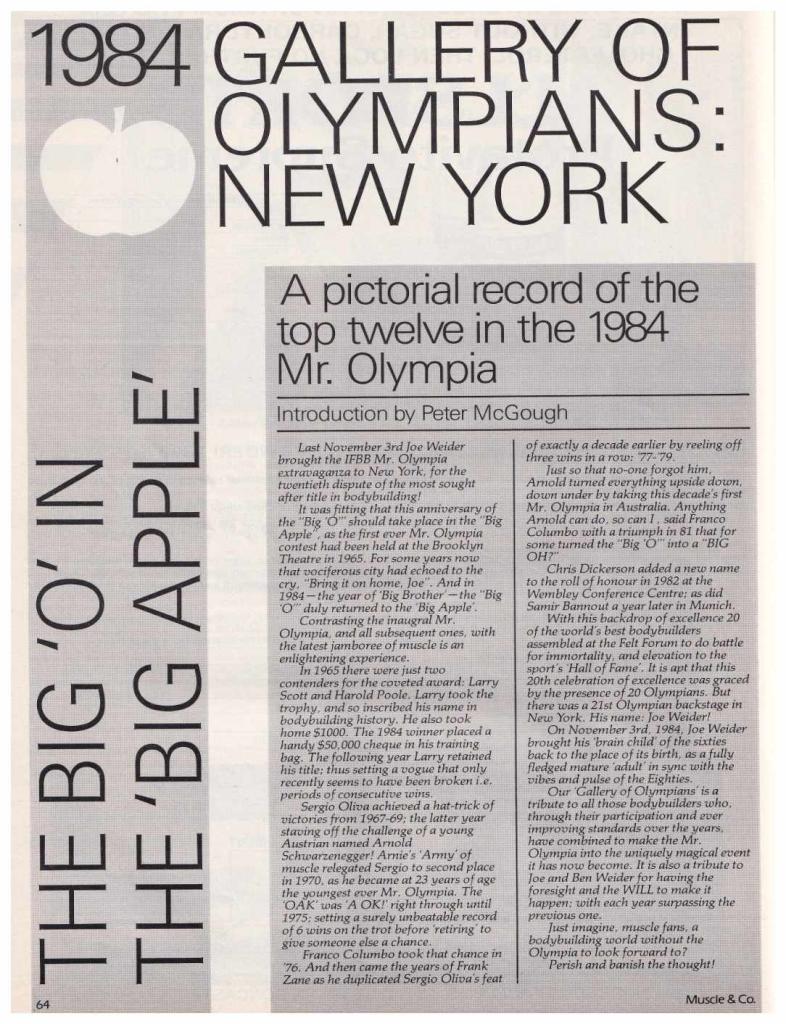 1984 GALLERY OF
OLYMPIANS:
NEW YORK
THE BIG 'O' IN
THE 'BIG APPLE'
A pictorial record of the
top twelve in the 1984
Mr. Olympia
Introduction by Peter McGough
Last November 3rd Joe Weider
brought the IFBB Mr. Olympia
extravaganza to New York, for the
twentieth dispute of the most sought
after title in bodybuilding!
It was fitting that this anniversary of
the "Big 'O'" should take place in the "Big
Apple", as the first ever Mr. Olympia
contest had been held at the Brooklyn
Theatre in 1965. For some years now
that vociferous city had echoed to the
cry, "Bring it on home, Joe". And in
1984—the year of 'Big Brother'—the "Big
'O'" duly returned to the 'Big Apple'.
Contrasting the inaugral Mr.
Olympia, and all subsequent ones, with
the latest jamboree of muscle is an
enlightening experience.
In 1965 there were just two
contenders for the coveted award: Larry
Scott and Harold Poole. Larry took the
trophy, and so inscribed his name in
bodybuilding history. He also took
home $1000. The 1984 winner placed a
handy $50,000 cheque in his training
bag. The following year Larry retained
his title; thus setting a vogue that only
recently seems to have been broken i.e.
periods of consecutive wins.
Sergio Oliva achieved a hat-trick of
victories from 1967-69; the latter year
staving off the challenge of a young
Austrian named Arnold
Schwarzenegger! Arnie's 'Army' of
muscle relegated Sergio to second place
in 1970, as he became at 23 years of age
the youngest ever Mr. Olympia. The
'OAK' was 'A OK!' right through until
1975; setting a surely unbeatable record
of 6 wins on the trot before 'retiring' to
give someone else a chance.
Franco Columbo took that chance in
'76. And then came the years of Frank
Zane as he duplicated Sergio Oliva's feat
of exactly a decade earlier by reeling off
three wins in a row: '77-'79.
Just so that no-one forgot him,
Arnold turned everything upside down,
down under by taking this decade's first
Mr. Olympia in Australia. Anything
Arnold can do, so can I, said Franco
Columbo with a triumph in 81 that for
some turned the "Big 'O'" into a "BIG
OH?"
Chris Dickerson added a new name
to the roll of honour in 1982 at the
Wembley Conference Centre; as did
Samir Bannout a year later in Munich.
With this backdrop of excellence 20
of the world's best bodybuilders
assembled at the Felt Forum to do battle
for immortality, and elevation to the
sport's 'Hall of Fame'. It is apt that this
20th celebration of excellence was graced
by the presence of 20 Olympians. But
there was a 21st Olympian backstage in
New York. His name: Joe Weider!
On November 3rd, 1984, Joe Weider
brought his 'brain child' of the sixties
back to the place of its birth, as a fully
fledged mature 'adult' in sync with the
vibes and pulse of the Eighties.
Our 'Gallery of Olympians' is a
tribute to all those bodybuilders who,
through their participation and ever
improving standards over the years,
have combined to make the Mr.
Olympia into the uniquely magical event
it has now become. It is also a tribute to
Joe and Ben Weider for having the
foresight and the WILL to make it
happen; with each year surpassing the
previous one.
Just imagine, muscle fans, a
bodybuilding world without the
Olympia to look forward to?
Perish and banish the thought!
64
Muscle & Co.